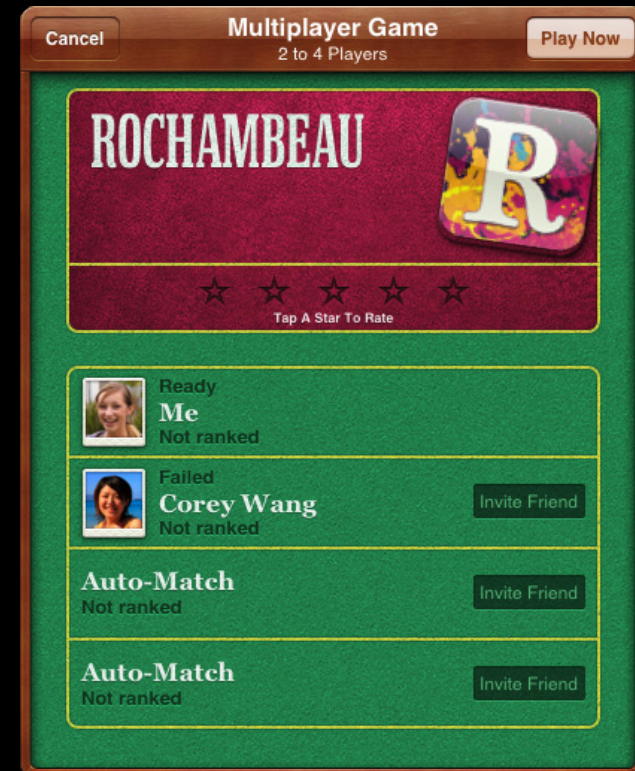 Cancel
Multiplayer Game
Play Now
2 to 4 Players
ROCHAMBEAU
R
Tap A Star To Rate
Ready
Me
Not ranked
Failed
Corey Wang
Invite Friend
Not ranked
Auto-Match
Invite Friend
Not ranked
Auto-Match
Invite Friend
Not ranked